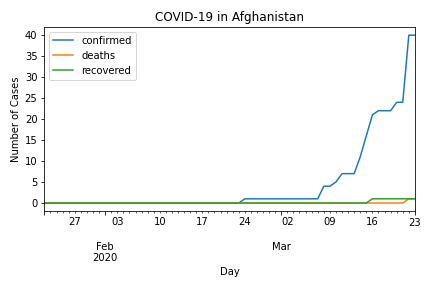 COVID-19 in Afghanistan
confirmed
deaths
recovered
Number of Cases
40
35
30
25
20
15
10
5
0
27 03 10 17 24 02 09 16 23
Feb Mar
2020
Day